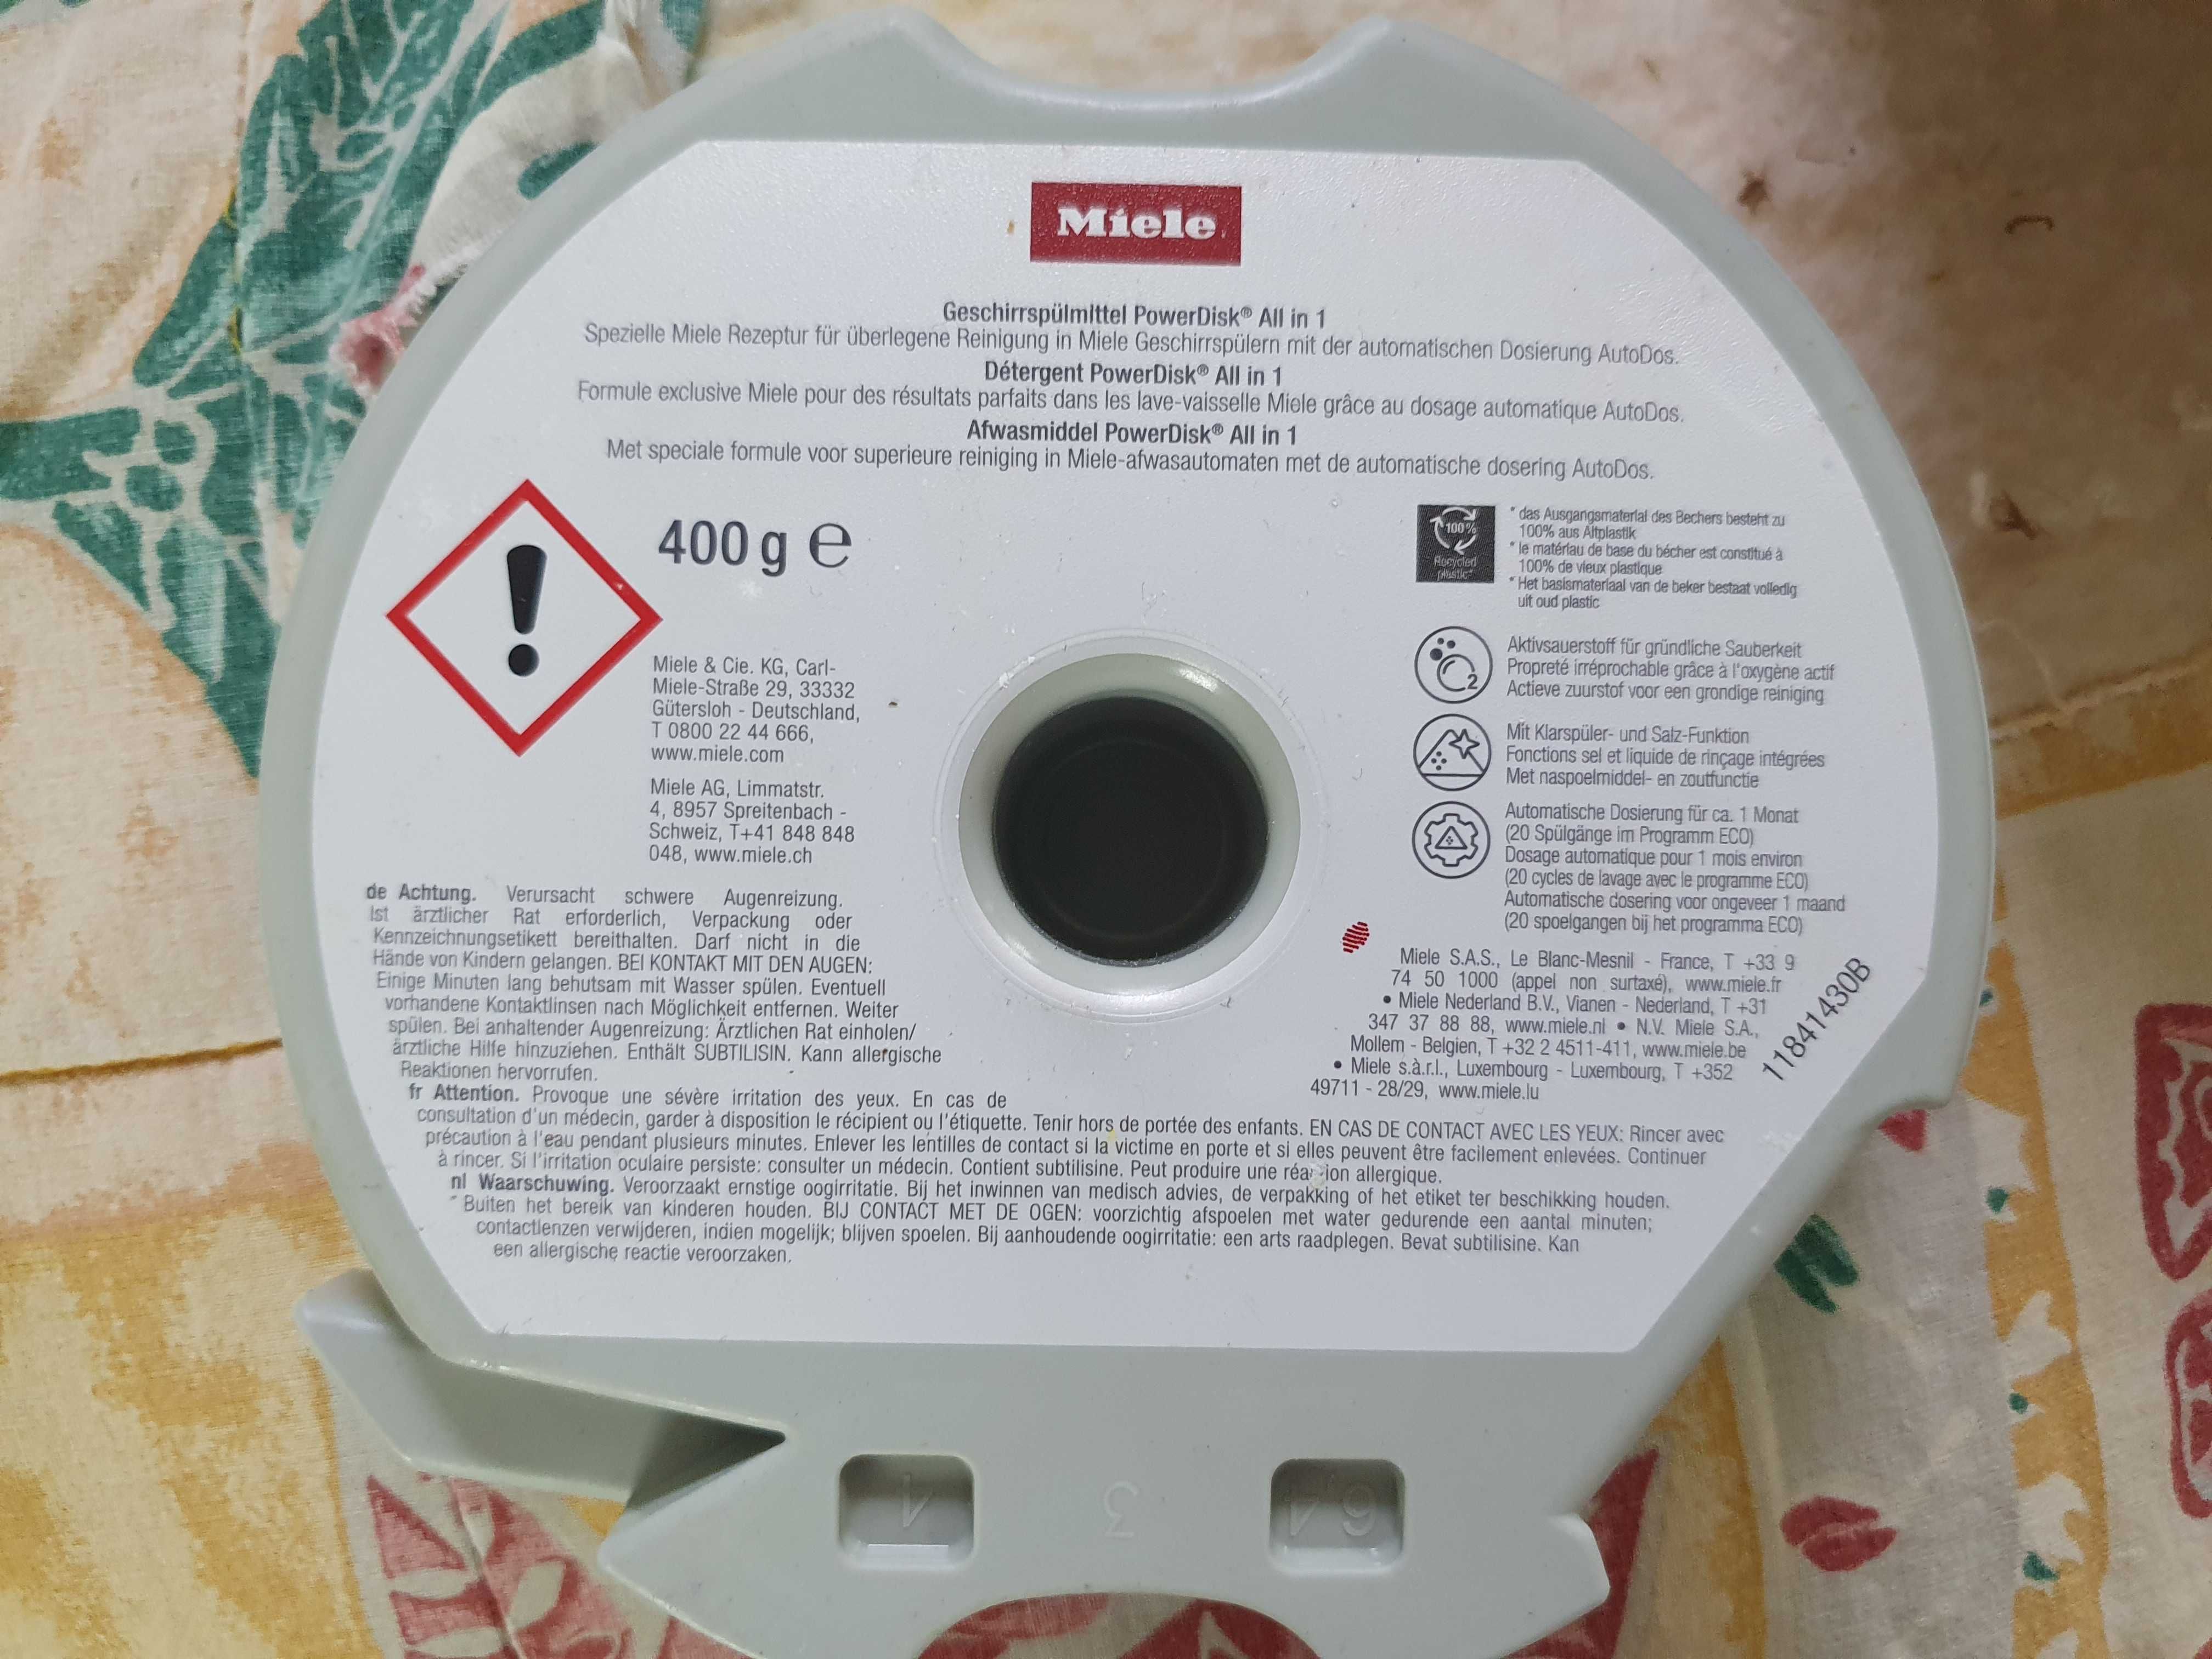 Miele
Geschirrspülmittel PowerDisk® All in 1
Spezielle Miele Rezeptur für überlegene Reinigung in Miele Geschirrspülern mit der automatischen Dosierung AutoDos.
Détergent PowerDisk® All in 1
Formule exclusive Miele pour des résultats parfaits dans les lave-vaisselle Miele grâce au dosage automatique AutoDos.
Afwasmiddel PowerDisk® All in 1
Met speciale formule voor superieure reiniging in Miele-afwasautomaten met de automatische dosering AutoDos.
400 g e
Miele & Cie. KG, Carl-
Miele-Straße 29, 33332
Gütersloh - Deutschland,
T 0800 22 44 666,
www.miele.com
Miele AG, Limmatstr.
4, 8957 Spreitenbach -
Schweiz, T+41 848 848
048, www.miele.ch
100%
Recycled
plastic*
* das Ausgangsmaterial des Bechers besteht zu
100% aus Altplastik
* le matériau de base du bécher est constitué à
100% de vieux plastique
* Het basismateriaal van de beker bestaat volledig
uit oud plastic
O2
Aktivsauerstoff für gründliche Sauberkeit
Propreté irréprochable grâce à l'oxygène actif
Actieve zuurstof voor een grondige reiniging
Mit Klarspüler- und Salz-Funktion
Fonctions sel et liquide de rinçage intégrées
Met naspoelmiddel- en zoutfunctie
Automatische Dosierung für ca. 1 Monat
(20 Spülgänge im Programm ECO)
Dosage automatique pour 1 mois environ
(20 cycles de lavage avec le programme ECO)
Automatische dosering voor ongeveer 1 maand
(20 spoelgangen bij het programma ECO)
Miele S.A.S., Le Blanc-Mesnil - France, T +33 9
74 50 1000 (appel non surtaxé), www.miele.fr
• Miele Nederland B.V., Vianen - Nederland, T +31
347 37 88 88, www.miele.nl • N.V. Miele S.A.,
Mollem - Belgien, T +32 2 4511-411, www.miele.be
• Miele s.à.r.l., Luxembourg - Luxembourg, T +352
49711 - 28/29, www.miele.lu
11841430B
de Achtung. Verursacht schwere Augenreizung.
Ist ärztlicher Rat erforderlich, Verpackung oder
Kennzeichnungsetikett bereithalten. Darf nicht in die
Hände von Kindern gelangen. BEI KONTAKT MIT DEN AUGEN:
Einige Minuten lang behutsam mit Wasser spülen. Eventuell
vorhandene Kontaktlinsen nach Möglichkeit entfernen. Weiter
spülen. Bei anhaltender Augenreizung: Ärztlichen Rat einholen/
ärztliche Hilfe hinzuziehen. Enthält SUBTILISIN. Kann allergische
Reaktionen hervorrufen.
fr Attention. Provoque une sévère irritation des yeux. En cas de
consultation d'un médecin, garder à disposition le récipient ou l'étiquette. Tenir hors de portée des enfants. EN CAS DE CONTACT AVEC LES YEUX: Rincer avec
précaution à l'eau pendant plusieurs minutes. Enlever les lentilles de contact si la victime en porte et si elles peuvent être facilement enlevées. Continuer
à rincer. Si l'irritation oculaire persiste: consulter un médecin. Contient subtilisine. Peut produire une réaction allergique.
nl Waarschuwing. Veroorzaakt ernstige oogirritatie. Bij het inwinnen van medisch advies, de verpakking of het etiket ter beschikking houden.
Buiten het bereik van kinderen houden. BIJ CONTACT MET DE OGEN: voorzichtig afspoelen met water gedurende een aantal minuten;
contactlenzen verwijderen, indien mogelijk; blijven spoelen. Bij aanhoudende oogirritatie: een arts raadplegen. Bevat subtilisine. Kan
een allergische reactie veroorzaken.